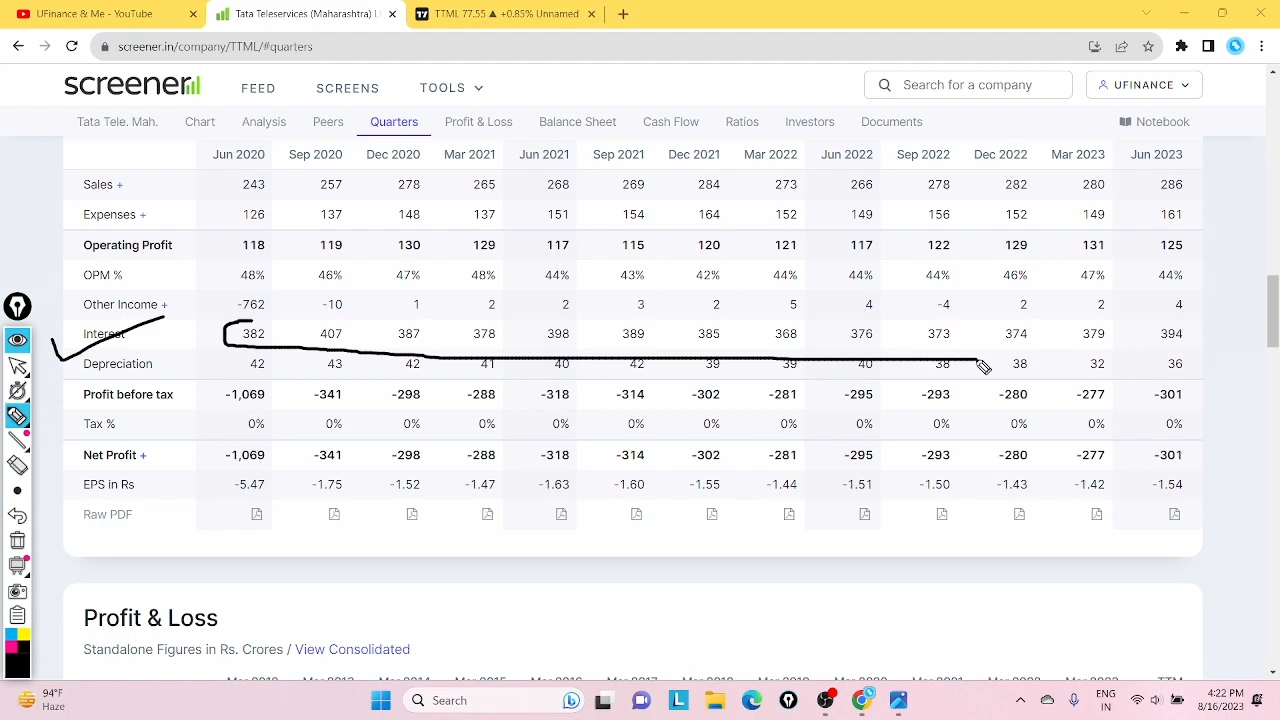 UFinance & Me - YouTube
Tata Teleservices (Maharashtra) L
TTML 77.55 ▲ +0.85% Unnamed
screener.in/company/TTML/#quarters
screener
FEED SCREENS TOOLS
Search for a company
UFINANCE
Tata Tele. Mah. Chart Analysis Peers Quarters Profit & Loss Balance Sheet Cash Flow Ratios Investors Documents Notebook
Jun 2020 Sep 2020 Dec 2020 Mar 2021 Jun 2021 Sep 2021 Dec 2021 Mar 2022 Jun 2022 Sep 2022 Dec 2022 Mar 2023 Jun 2023
Sales + 243 257 278 265 268 269 284 273 266 278 282 280 286
Expenses + 126 137 148 137 151 154 164 152 149 156 152 149 161
Operating Profit 118 119 130 129 117 115 120 121 117 122 129 131 125
OPM % 48% 46% 47% 48% 44% 43% 42% 44% 44% 44% 46% 47% 44%
Other Income + -762 -10 1 2 2 3 2 5 4 -4 2 2 4
Interest 382 407 387 378 398 389 385 368 376 373 374 379 394
Depreciation 42 43 42 41 40 42 39 39 40 38 38 32 36
Profit before tax -1,069 -341 -298 -288 -318 -314 -302 -281 -295 -293 -280 -277 -301
Tax % 0% 0% 0% 0% 0% 0% 0% 0% 0% 0% 0% 0% 0%
Net Profit + -1,069 -341 -298 -288 -318 -314 -302 -281 -295 -293 -280 -277 -301
EPS in Rs -5.47 -1.75 -1.52 -1.47 -1.63 -1.60 -1.55 -1.44 -1.51 -1.50 -1.43 -1.42 -1.54
Raw PDF
Profit & Loss
Standalone Figures in Rs. Crores / View Consolidated
94°F
Haze
Search
ENG
IN
4:22 PM
8/16/2023